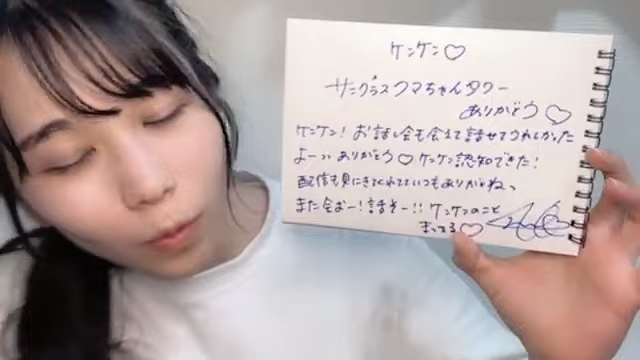 ケンケン♡
サングラスクマちゃんタワー
ありがとう♡
ケンケン!お話し会も会えて話せてうれしかった
よーっ ありがとう♡ケンケン認知できた!
配信も見にきてくれていつもありがとねっ
また会おー!話そー!!ケンケンのこと
まってる♡